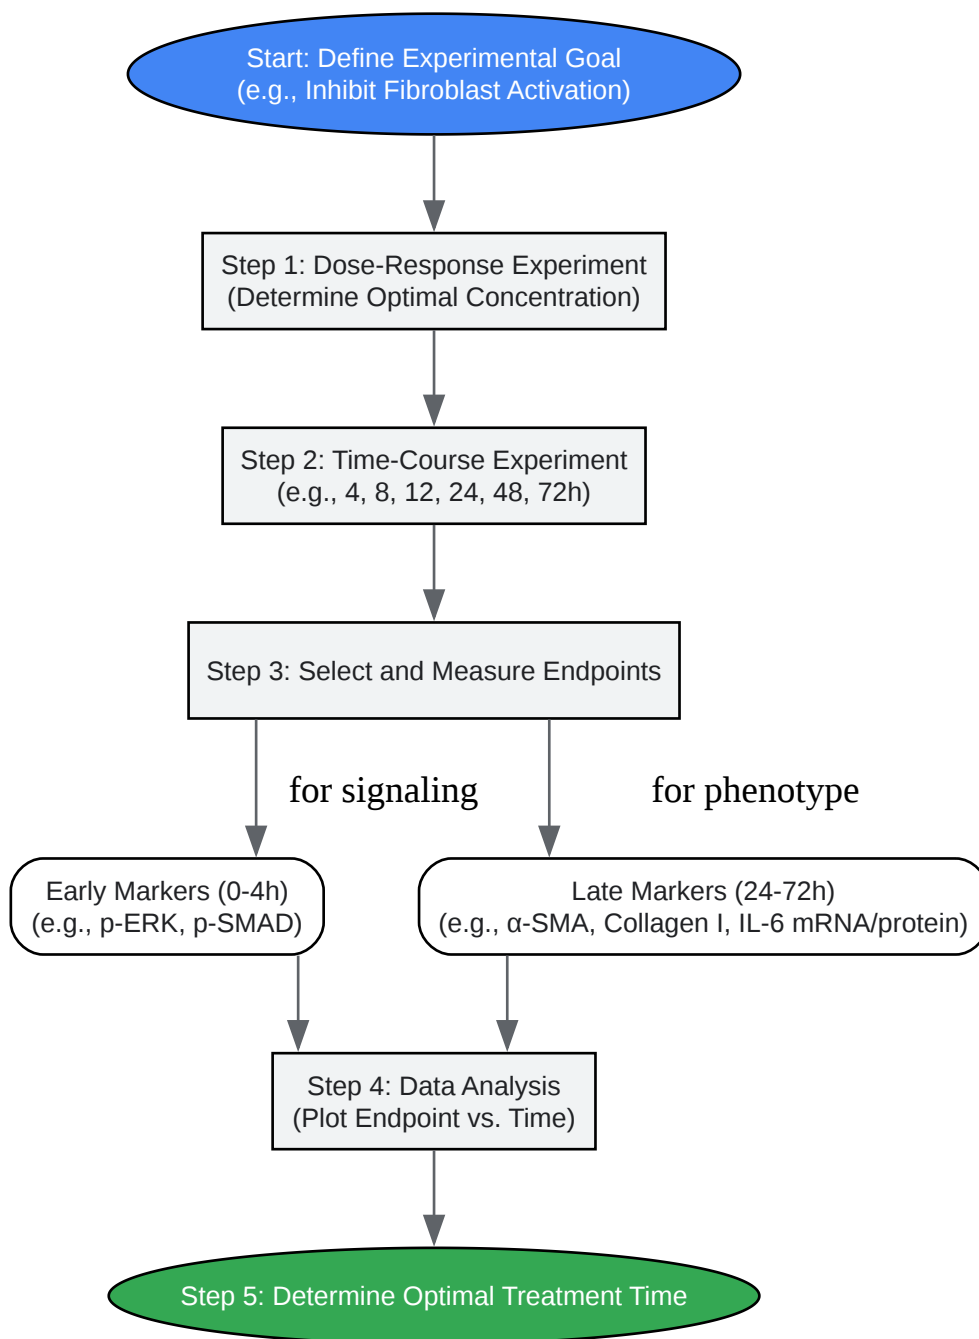 Start: Define Experimental Goal
(e.g., Inhibit Fibroblast Activation)
Step 1: Dose-Response Experiment
(Determine Optimal Concentration)
Step 2: Time-Course Experiment
(e.g., 4, 8, 12, 24, 48, 72h)
Step 3: Select and Measure Endpoints
for signaling
for phenotype
Early Markers (0-4h)
(e.g., p-ERK, p-SMAD)
Late Markers (24-72h)
(e.g., α-SMA, Collagen I, IL-6 mRNA/protein)
Step 4: Data Analysis
(Plot Endpoint vs. Time)
Step 5: Determine Optimal Treatment Time